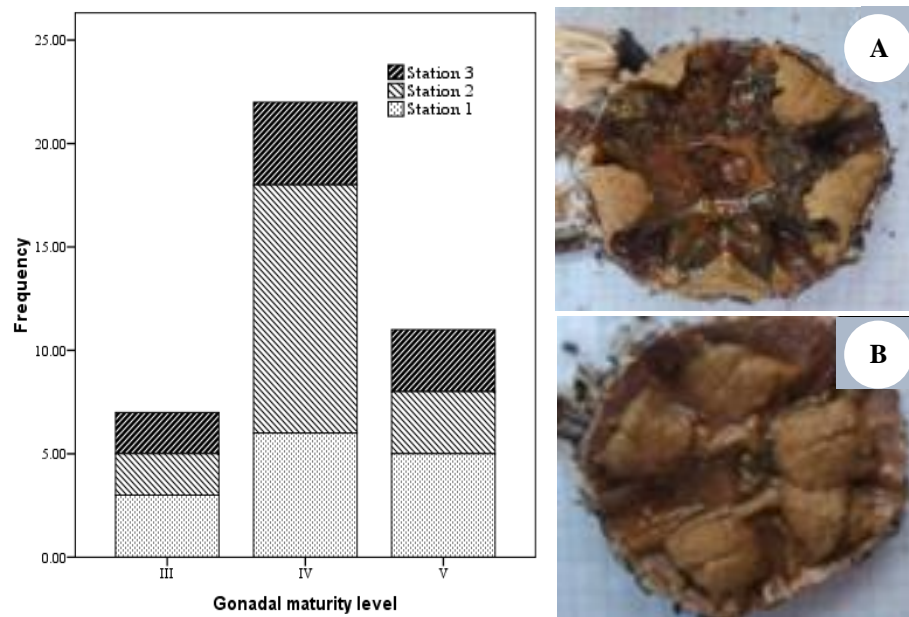 25.00
20.00
15.00
10.00
5.00
0.00
Frequency
Station 3
Station 2
Station 1
III IV V
Gonadal maturity level
A
B